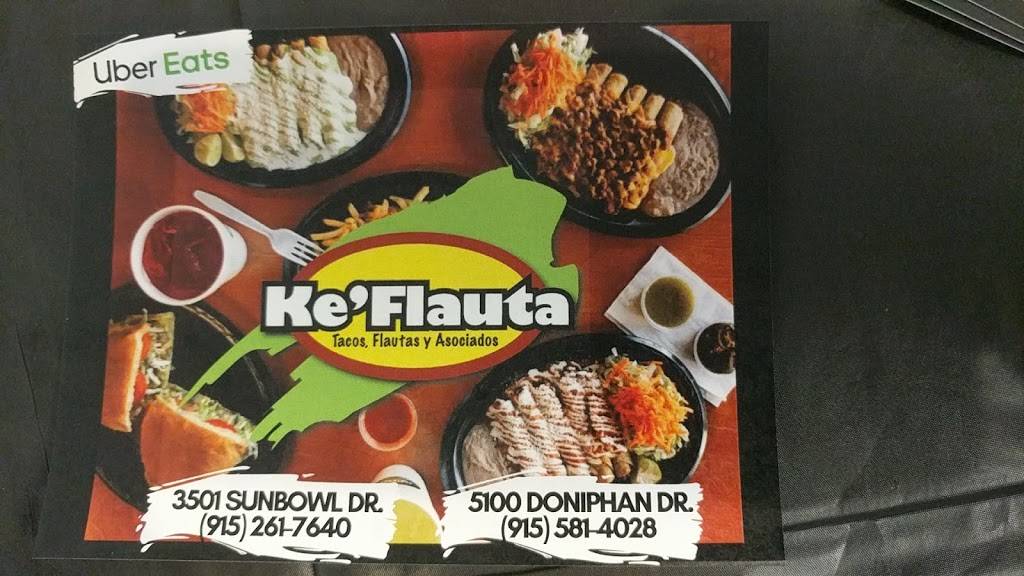 Uber Eats
Ke'Flauta
Tacos, Flautas y Asociados
3501 SUNBOWL DR.
(915) 261-7640
5100 DONIPHAN DR.
(915) 581-4028